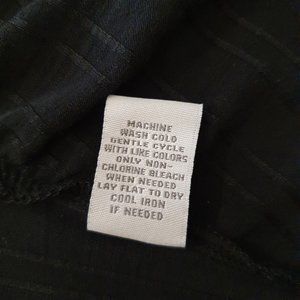 MACHINE
WASH COLD
GENTLE CYCLE
WITH LIKE COLORS
ONLY NON-
CHLORINE BLEACH
WHEN NEEDED
LAY FLAT TO DRY
COOL IRON
IF NEEDED